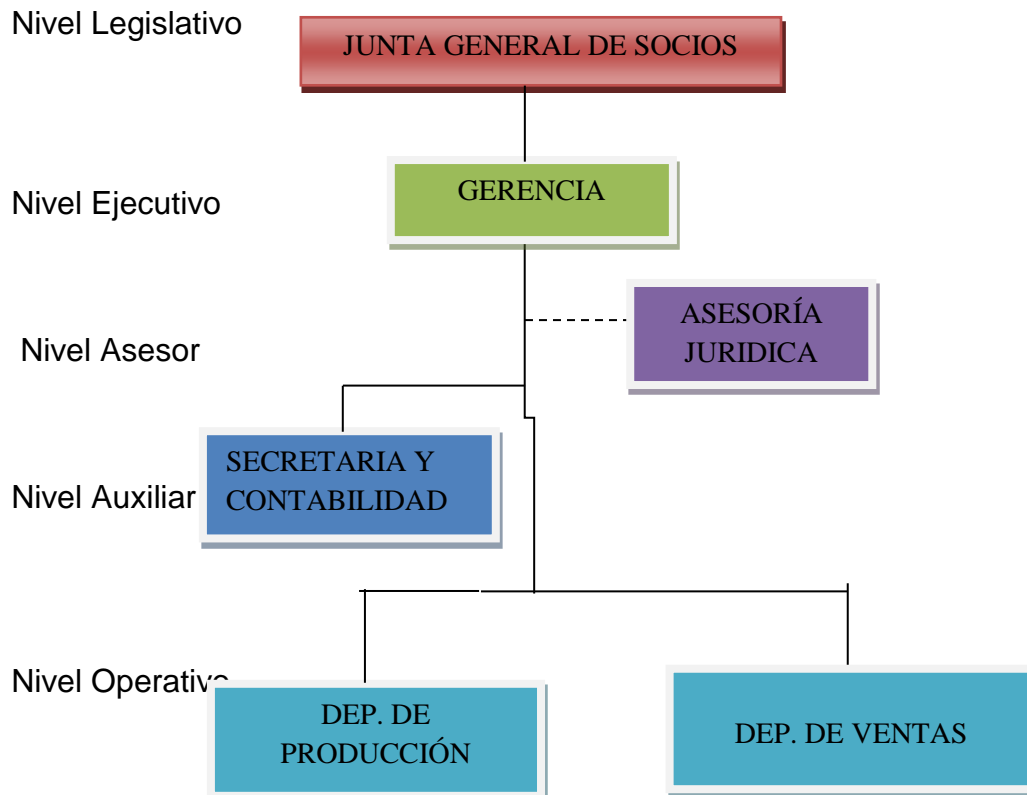 Nivel Legislativo
JUNTA GENERAL DE SOCIOS
Nivel Ejecutivo
GERENCIA
ASESORÍA
JURIDICA
Nivel Asesor
SECRETARIA Y
CONTABILIDAD
Nivel Auxiliar
Nivel Operativo
DEP. DE
PRODUCCIÓN
DEP. DE VENTAS